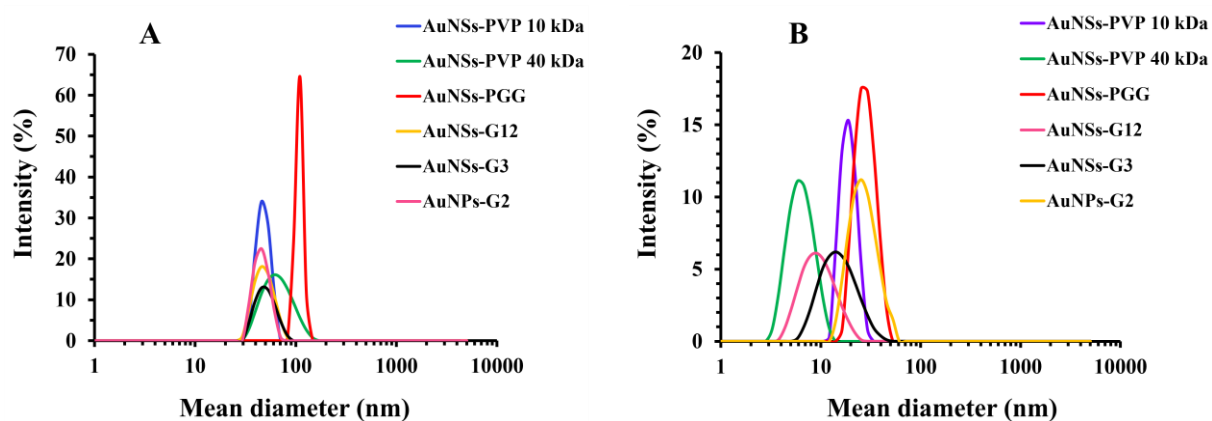 A
AuNSs-PVP 10 kDa
AuNSs-PVP 40 kDa
AuNSs-PGG
AuNSs-G12
AuNSs-G3
AuNPs-G2
Intensity (%)
70
60
50
40
30
20
10
0
1 10 100 1000 10000
Mean diameter (nm)
B
AuNSs-PVP 10 kDa
AuNSs-PVP 40 kDa
AuNSs-PGG
AuNSs-G12
AuNSs-G3
AuNPs-G2
Intensity (%)
20
15
10
5
0
1 10 100 1000 10000
Mean diameter (nm)